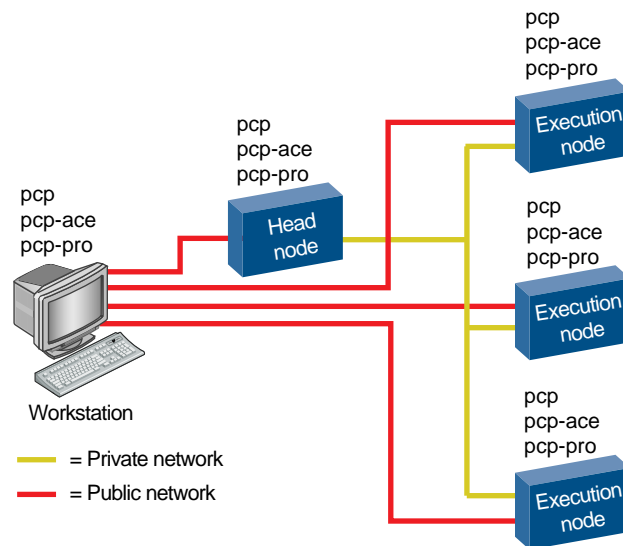 pcp
pcp-ace
pcp-pro
Execution
node
pcp
pcp-ace
pcp-pro
Head
node
pcp
pcp-ace
pcp-pro
Workstation
pcp
pcp-ace
pcp-pro
Execution
node
pcp
pcp-ace
pcp-pro
Execution
node
= Private network
= Public network